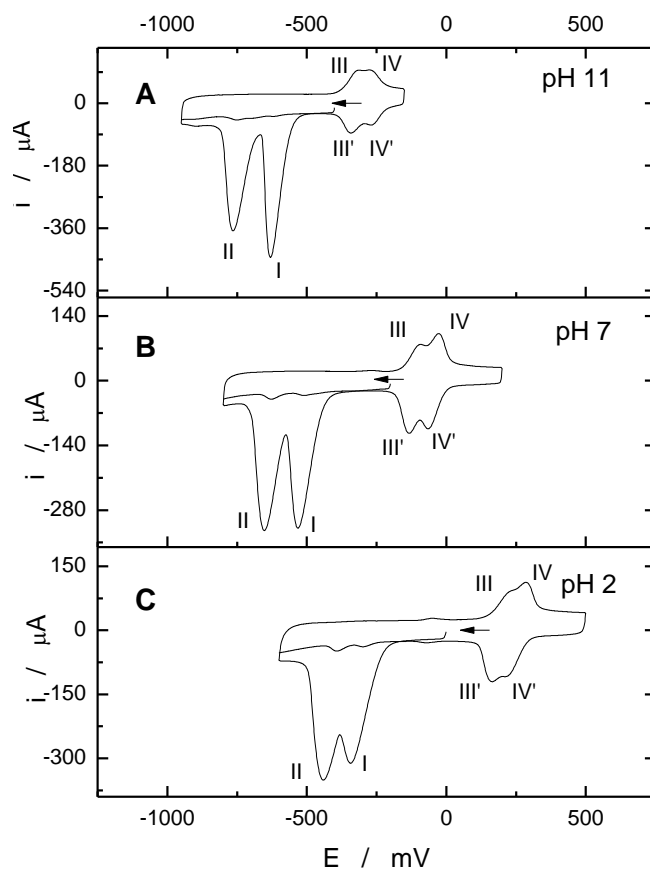 -1000 -500 0 500
A
III IV
pH 11
0
III' IV'
-180
-360
II
I
-540
i / µA
140
B
III IV
pH 7
0
III' IV'
-140
-280
II I
i / µA
150
C
III IV
pH 2
0
III' IV'
-150
-300
II I
i / µA
-1000 -500 0 500
E / mV